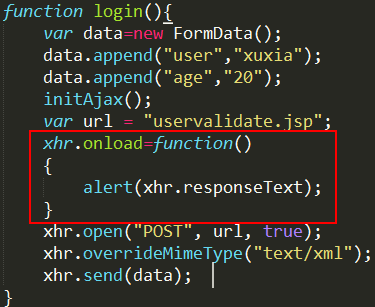 function login(){
var data=new FormData();
data.append("user","xuxia");
data.append("age","20");
initAjax();
var url = "uservalidate.jsp";
xhr.onload=function()
{
alert(xhr.responseText);
}
xhr.open("POST", url, true);
xhr.overrideMimeType("text/xml");
xhr.send(data);
}